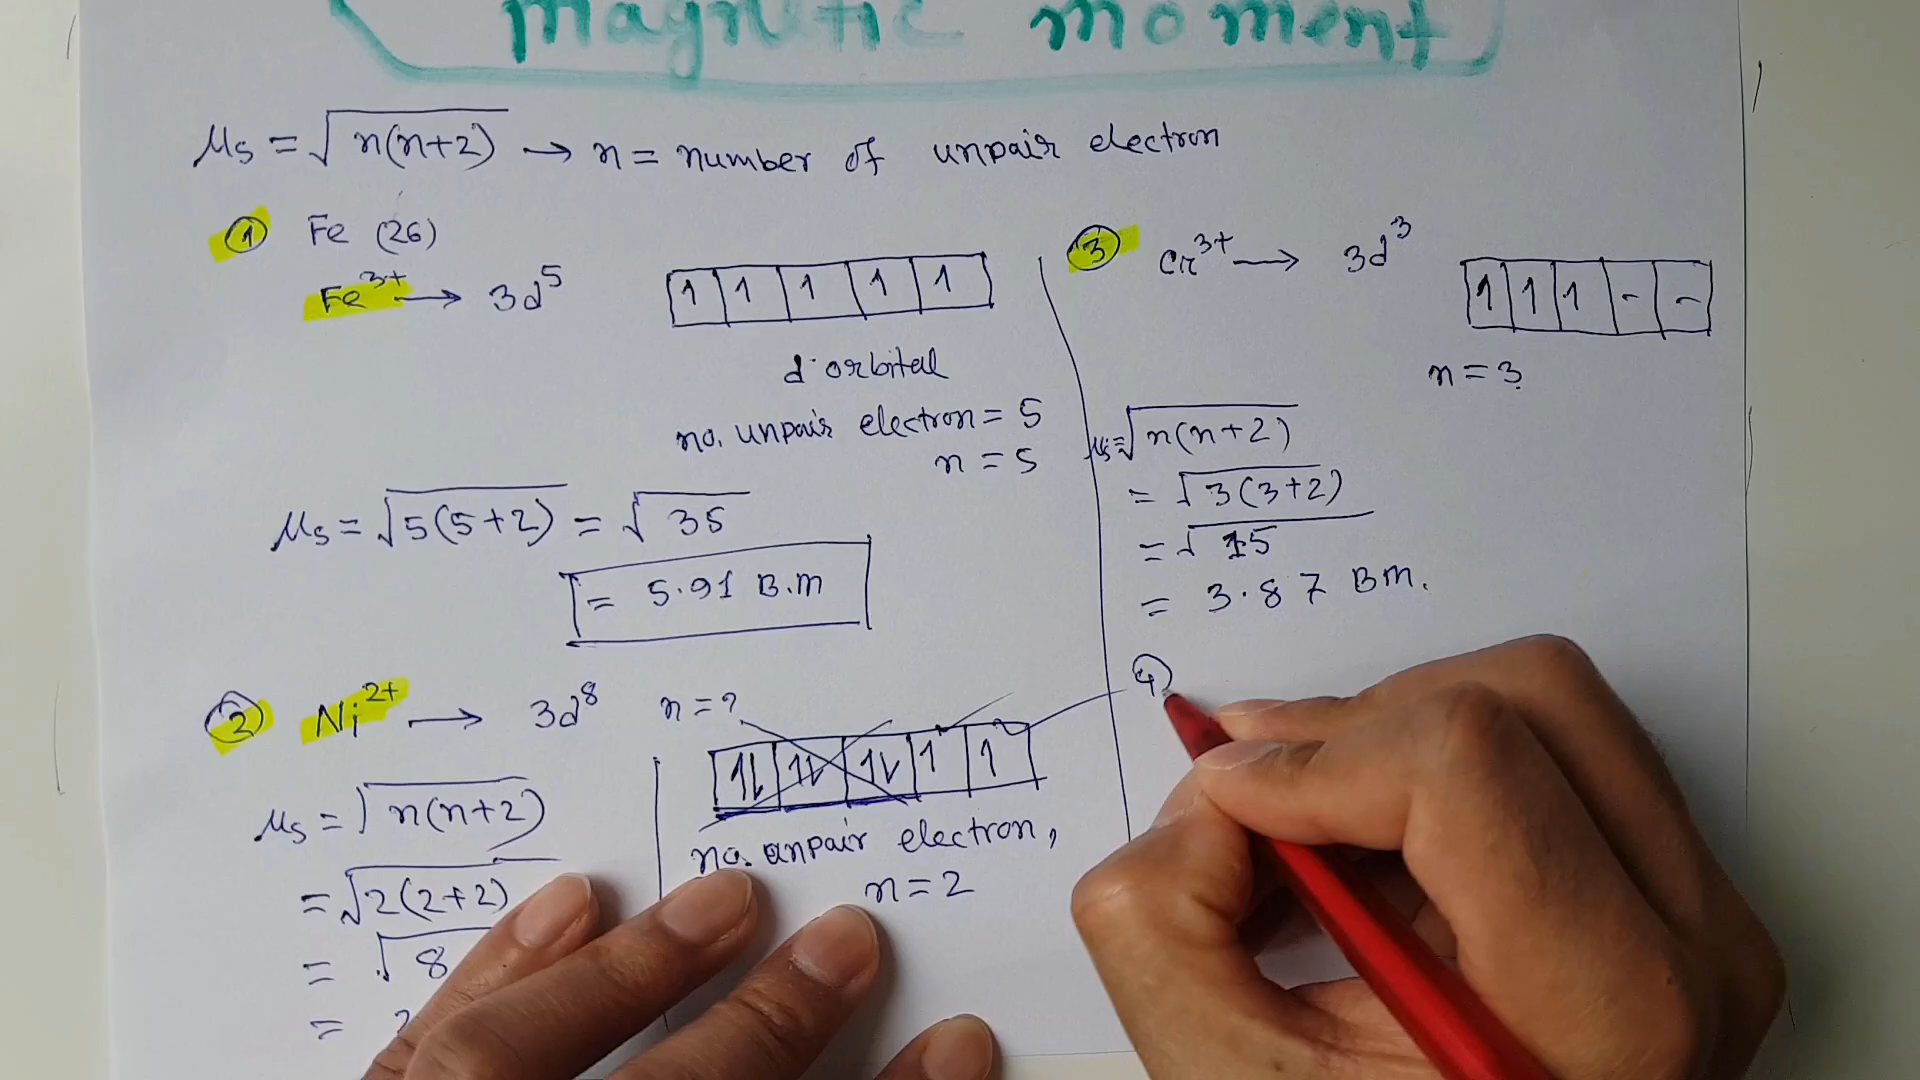 magnetic moment
μs = √n(n+2) → n = number of unpair electron
① Fe (26)
Fe³⁺ → 3d⁵
1 1 1 1 1
d-orbital
no. unpair electron = 5
n = 5
μs = √5(5+2) = √35
= 5.91 B.M
② Ni²⁺ → 3d⁸ n = ?
1l 1l 1l 1 1
no. unpair electron,
n = 2
μs = √n(n+2)
= √2(2+2)
= √8
=
③ Cr³⁺ → 3d³
1 1 1 - -
n = 3
μs = √n(n+2)
= √3(3+2)
= √15
= 3.87 BM.
④